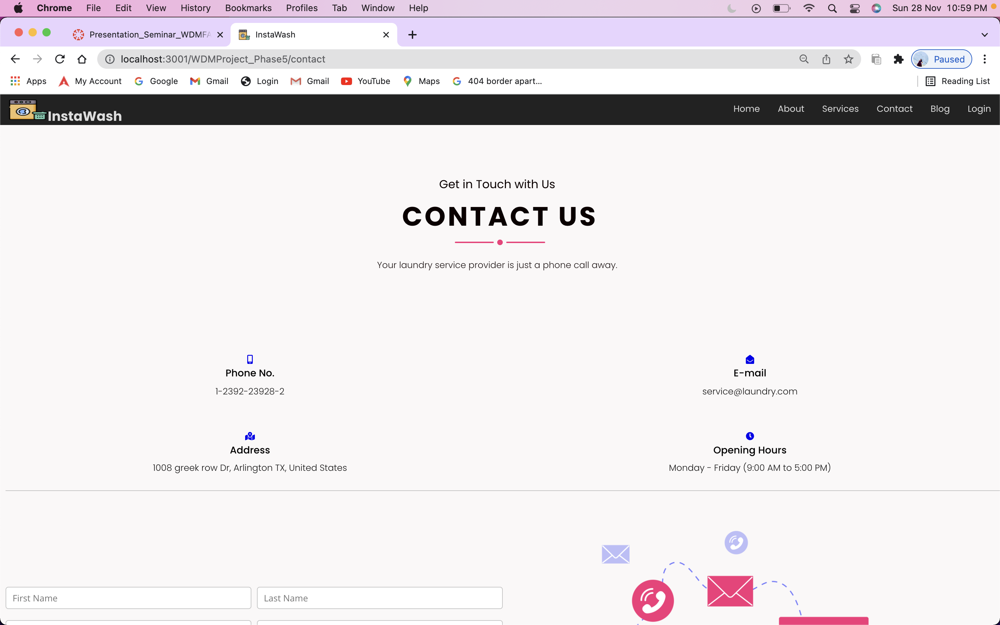 Chrome File Edit View History Bookmarks Profiles Tab Window Help Sun 28 Nov 10:59 PM
Presentation_Seminar_WDMFA InstaWash
localhost:3001/WDMProject_Phase5/contact Paused
Apps My Account Google Gmail Login Gmail YouTube Maps 404 border apart... Reading List
InstaWash Home About Services Contact Blog Login
Get in Touch with Us
CONTACT US
Your laundry service provider is just a phone call away.
Phone No. E-mail
1-2392-23928-2 service@laundry.com
Address Opening Hours
1008 greek row Dr, Arlington TX, United States Monday - Friday (9:00 AM to 5:00 PM)
First Name Last Name